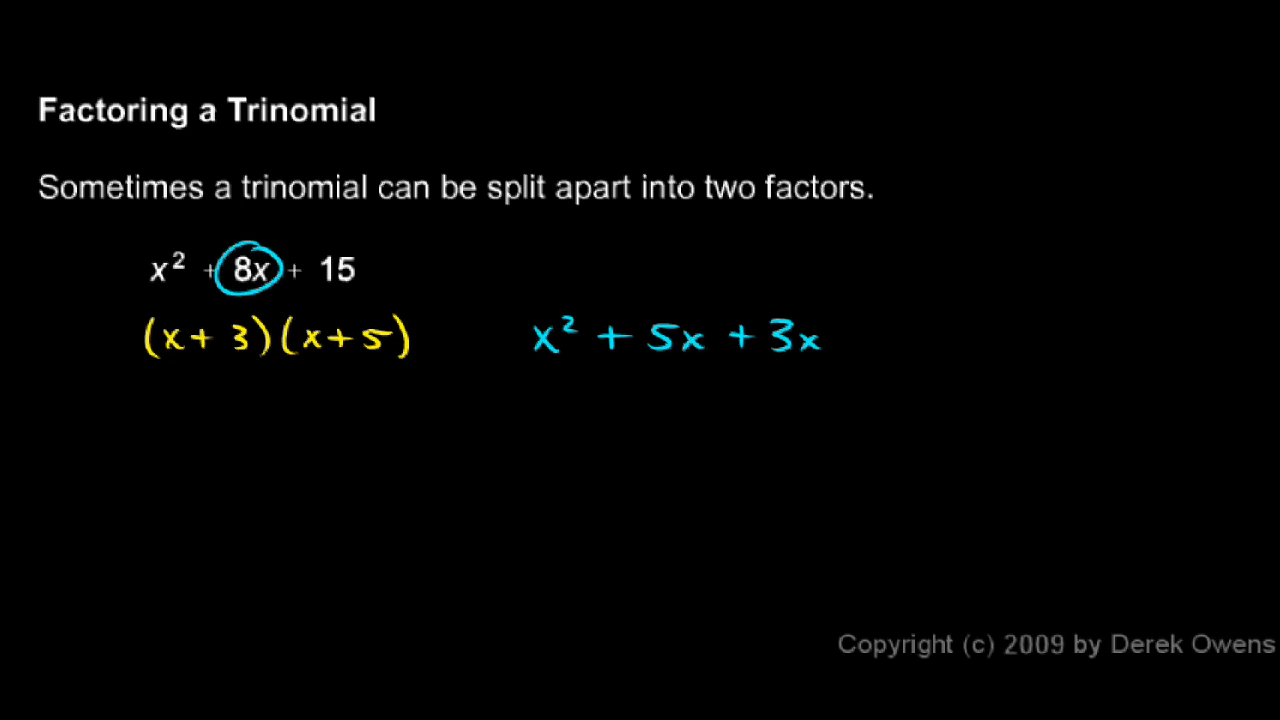 Factoring a Trinomial
Sometimes a trinomial can be split apart into two factors.
x² + 8x + 15
(x + 3)(x + 5) x² + 5x + 3x
Copyright (c) 2009 by Derek Owens